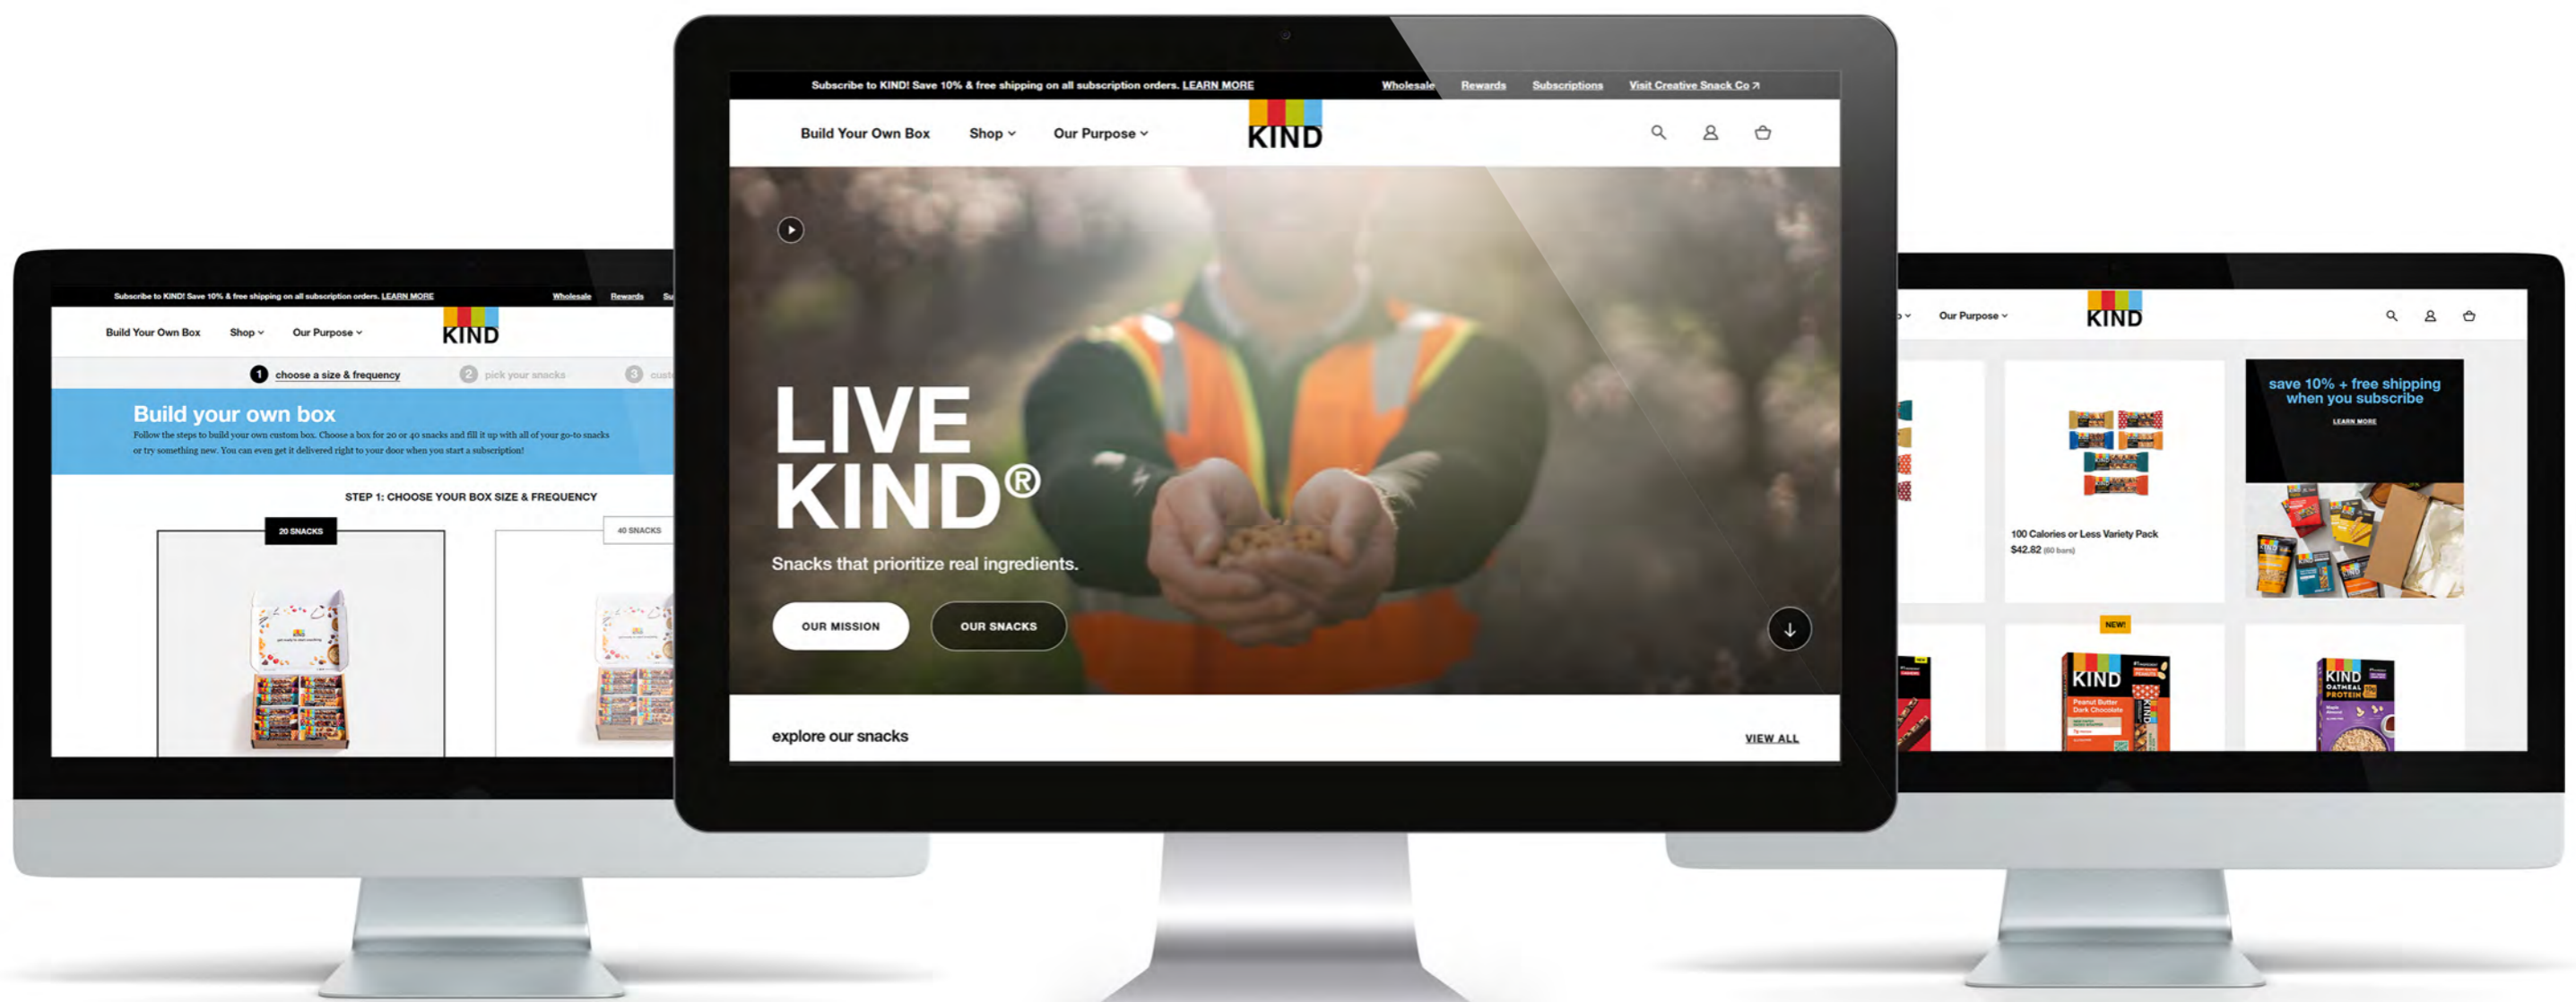 Subscribe to KIND! Save 10% & free shipping on all subscription orders. LEARN MORE
Wholesale Rewards
Build Your Own Box Shop Our Purpose
KIND
1 choose a size & frequency 2 pick your snacks 3
Build your own box
Follow the steps to build your own custom box. Choose a box for 20 or 40 snacks and fill it up with all of your go-to snacks
or try something new. You can even get it delivered right to your door when you start a subscription!
STEP 1: CHOOSE YOUR BOX SIZE & FREQUENCY
20 SNACKS
40 SNACKS
Subscribe to KIND! Save 10% & free shipping on all subscription orders. LEARN MORE
Wholesale Rewards Subscriptions Visit Creative Snack Co
Build Your Own Box Shop Our Purpose
KIND
LIVE
KIND®
Snacks that prioritize real ingredients.
OUR MISSION OUR SNACKS
explore our snacks
VIEW ALL
Our Purpose
KIND
100 Calories or Less Variety Pack
$42.82 (60 bars)
save 10% + free shipping
when you subscribe
LEARN MORE
NEW!
KIND
Peanut Butter
Dark Chocolate
KIND
KIND
OATMEAL
PROTEIN
Maple
Almond